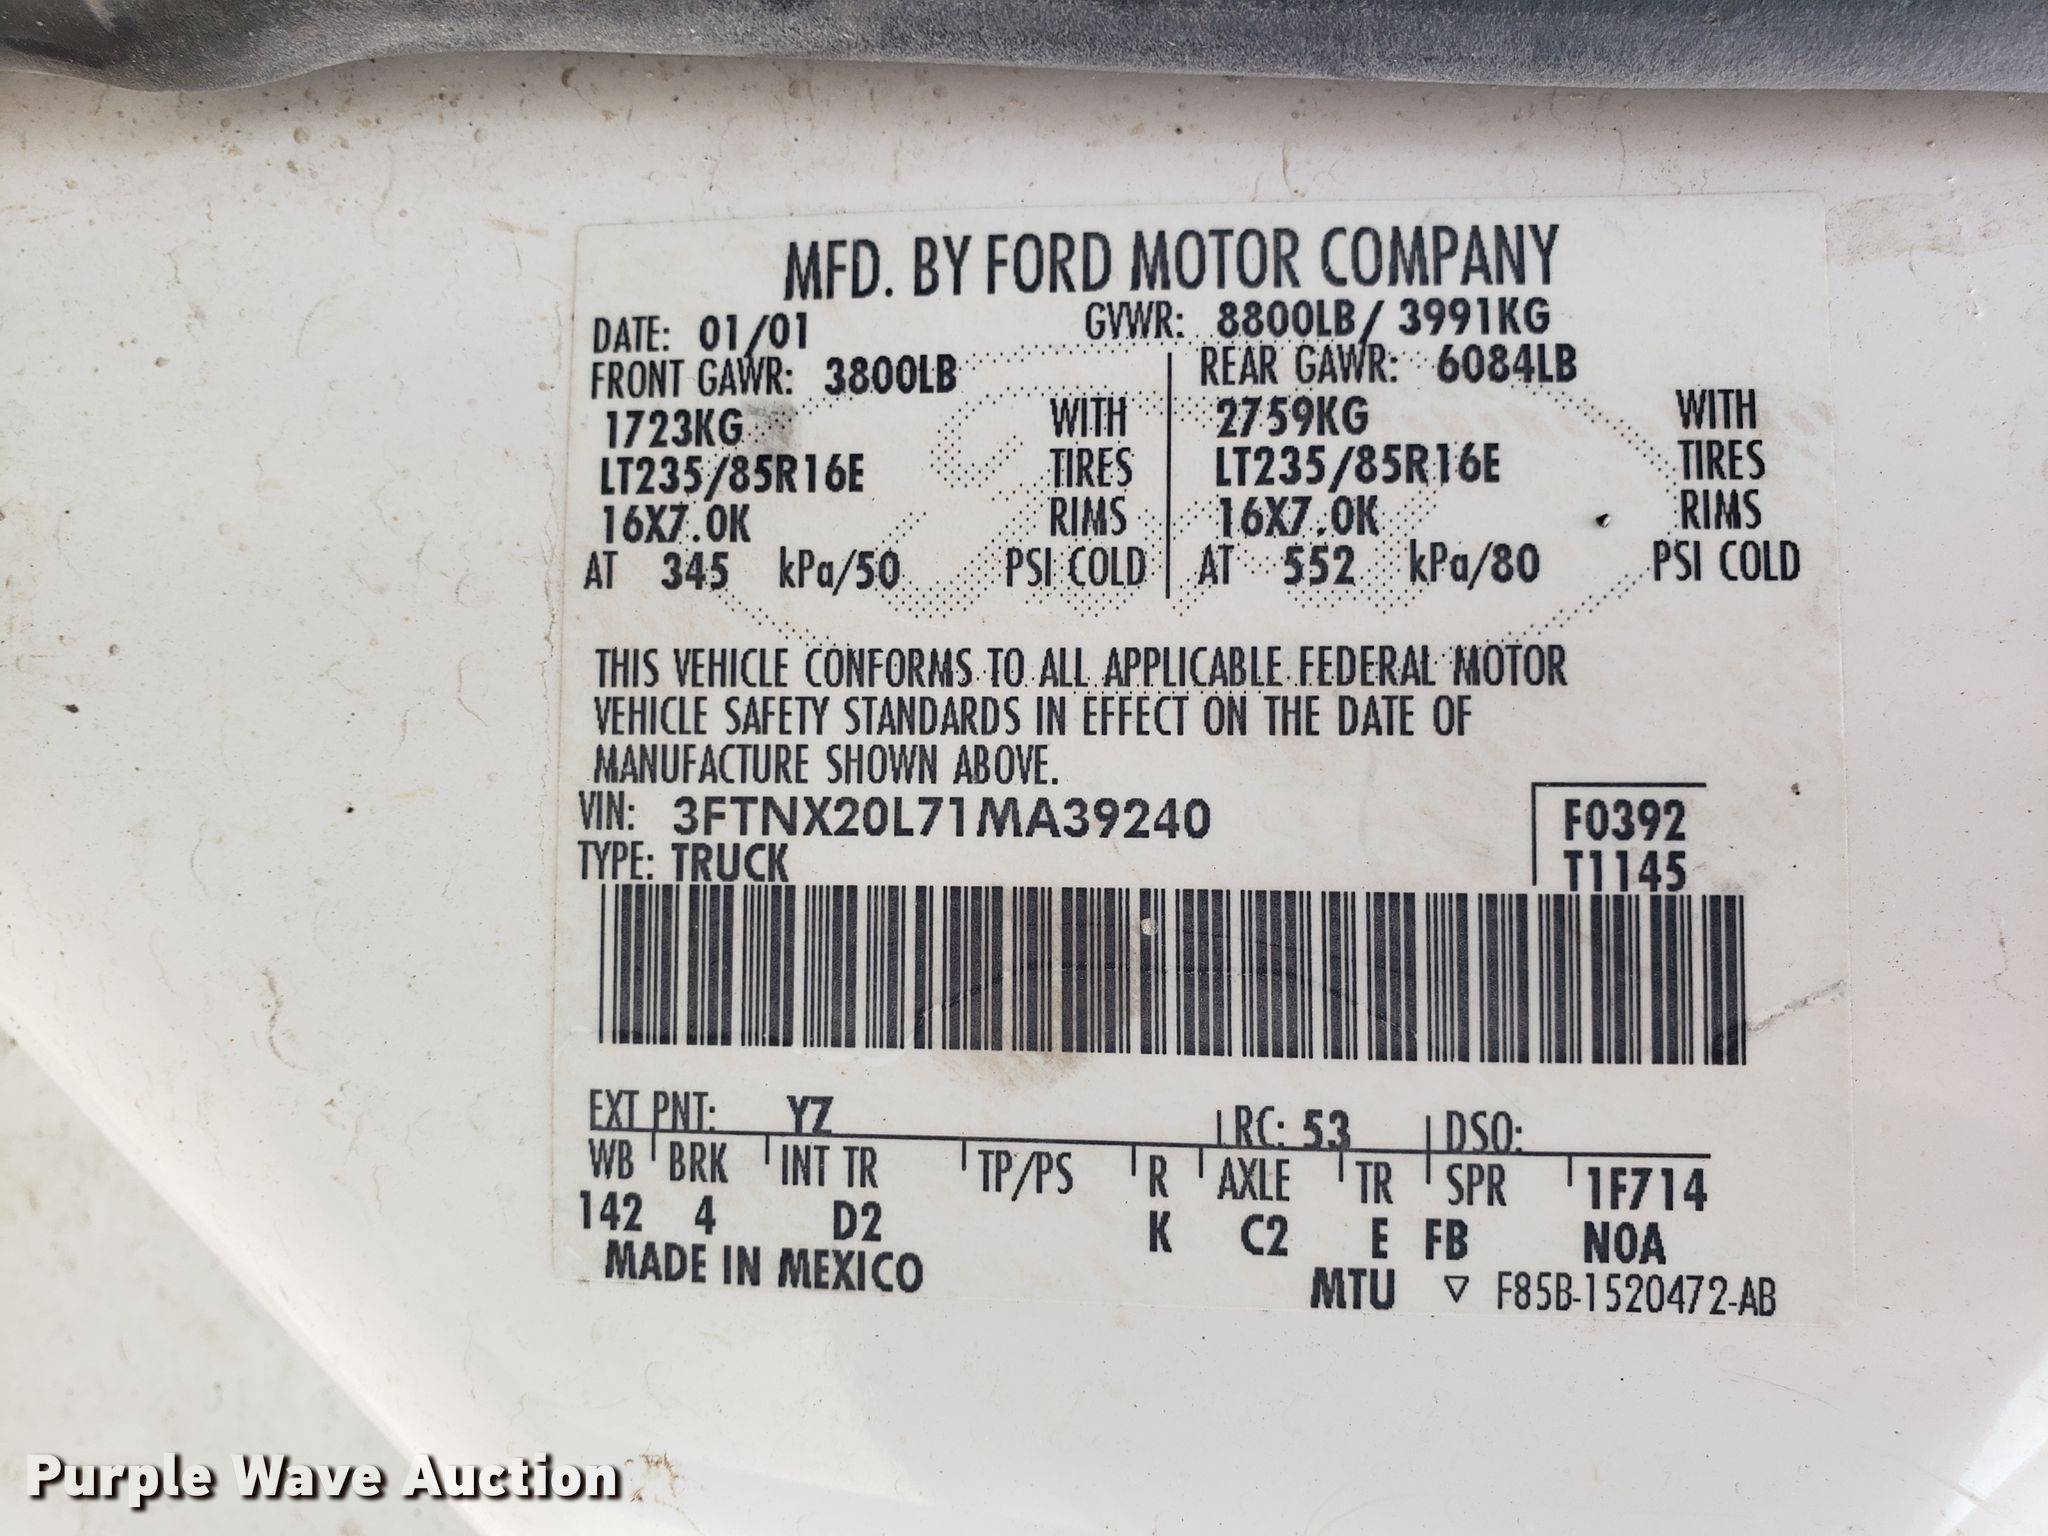 MFD. BY FORD MOTOR COMPANY
DATE: 01/01 GVWR: 8800LB/ 3991KG
FRONT GAWR: 3800LB REAR GAWR: 6084LB
1723KG WITH 2759KG WITH
LT235/85R16E TIRES LT235/85R16E TIRES
16X7.0K RIMS 16X7.0K RIMS
AT 345 kPa/50 PSI COLD AT 552 kPa/80 PSI COLD
THIS VEHICLE CONFORMS TO ALL APPLICABLE FEDERAL MOTOR
VEHICLE SAFETY STANDARDS IN EFFECT ON THE DATE OF
MANUFACTURE SHOWN ABOVE.
VIN: 3FTNX20L71MA39240 F0392
TYPE: TRUCK T1145
EXT PNT: YZ RC: 53 DSO:
WB BRK INT TR TP/PS R AXLE TR SPR 1F714
142 4 D2 K C2 E FB NOA
MADE IN MEXICO MTU ▽ F85B-1520472-AB
Purple Wave Auction